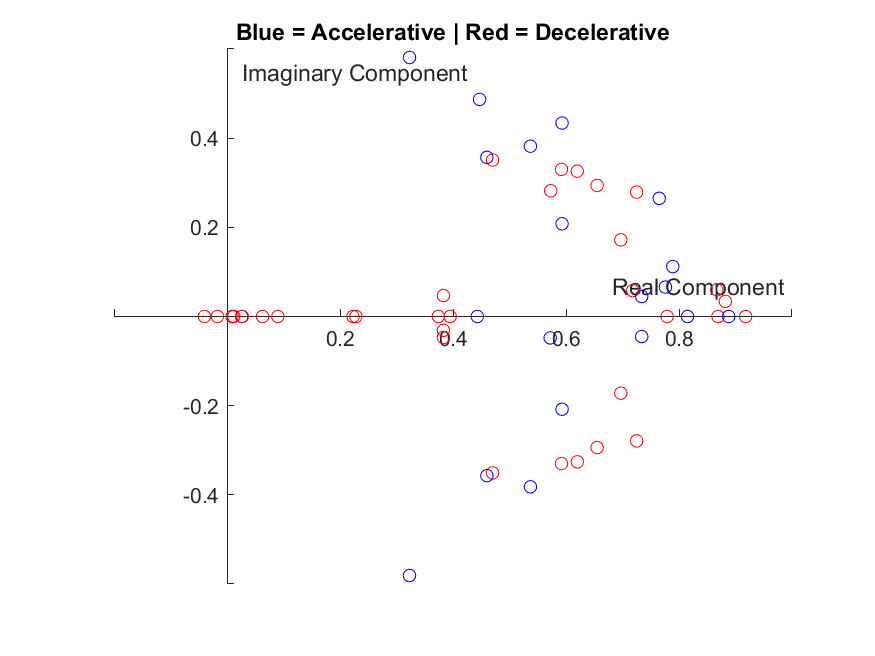 Blue = Accelerative | Red = Decelerative
Imaginary Component
0.4
0.2
Real Component
0.2
0.4
0.6
0.8
-0.2
-0.4